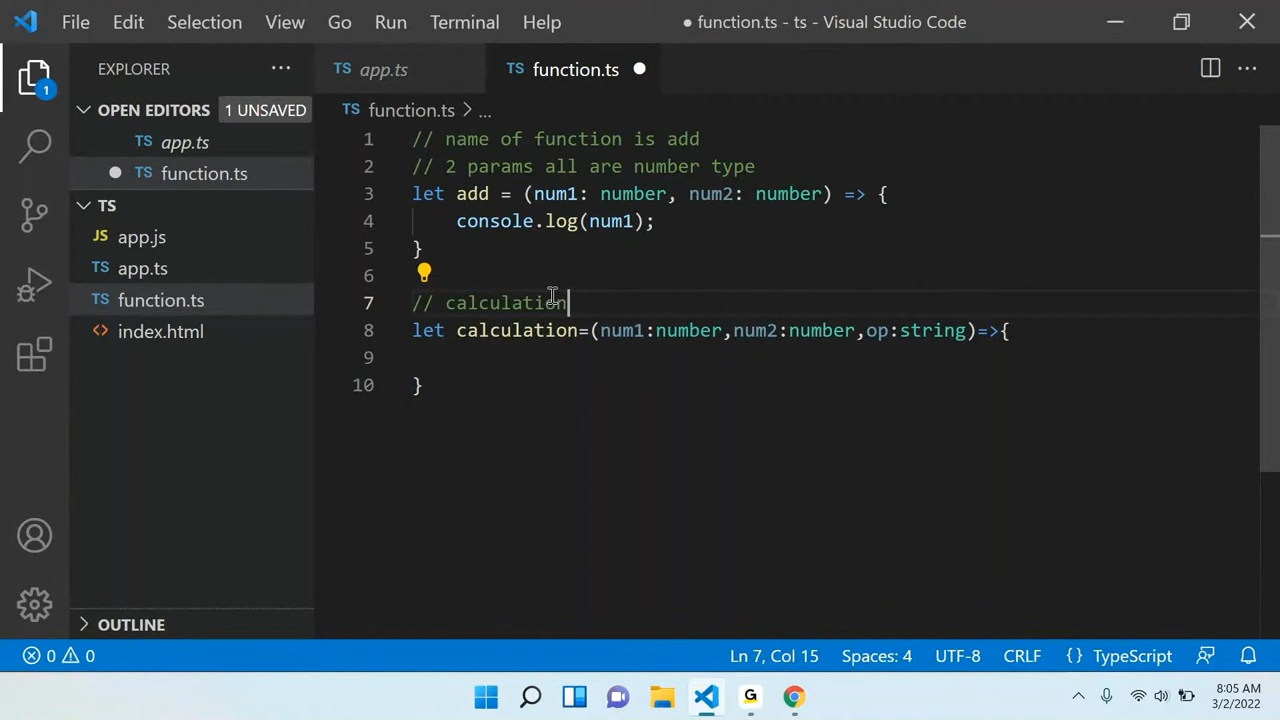 File Edit Selection View Go Run Terminal Help ● function.ts - ts - Visual Studio Code
EXPLORER ...
TS app.ts
TS function.ts ●
OPEN EDITORS 1 UNSAVED
TS app.ts
● TS function.ts
TS
JS app.js
TS app.ts
TS function.ts
<> index.html
OUTLINE
1
TS function.ts > ...
1 // name of function is add
2 // 2 params all are number type
3 let add = (num1: number, num2: number) => {
4 console.log(num1);
5 }
6
7 // calculation
8 let calculation=(num1:number,num2:number,op:string)=>{
9
10 }
0 0
Ln 7, Col 15 Spaces: 4 UTF-8 CRLF {} TypeScript
G
8:05 AM
3/2/2022